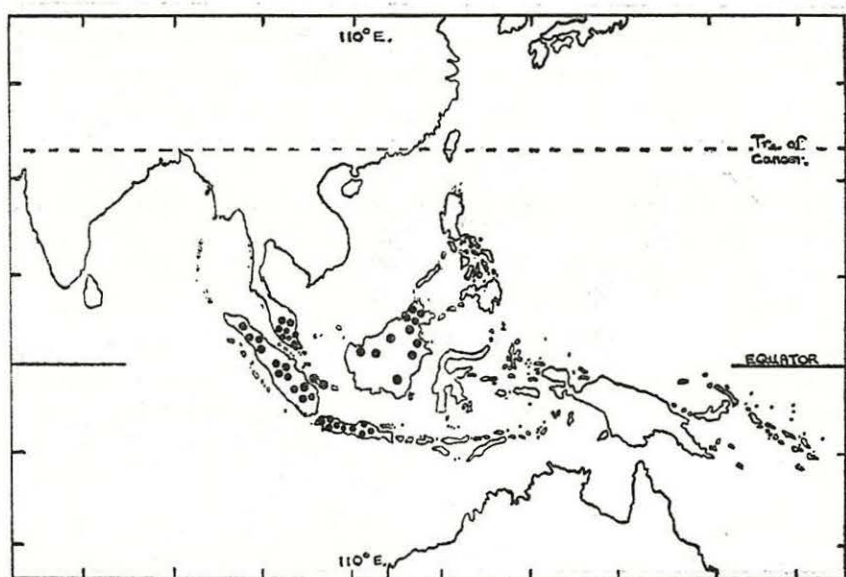 110°E.
Tr. of
Cancer.
EQUATOR
110°E.